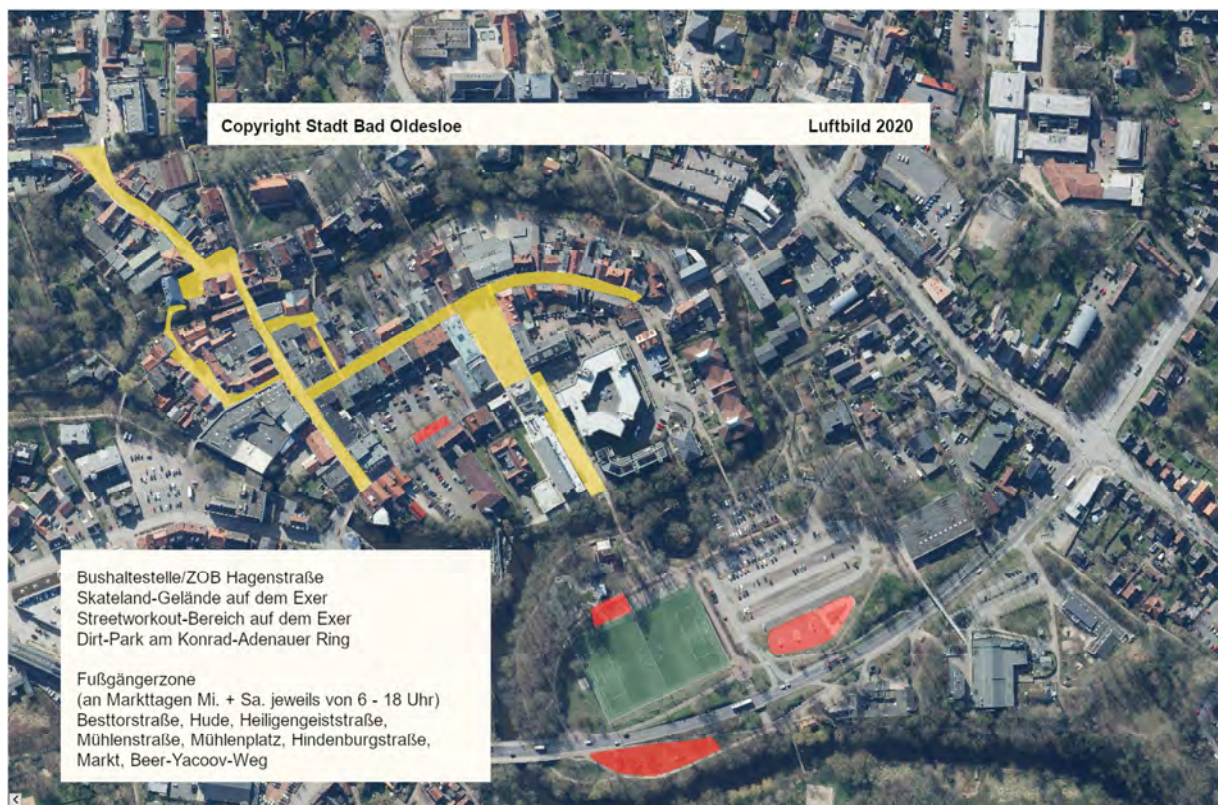 Copyright Stadt Bad Oldesloe Luftbild 2020
Bushaltestelle/ZOB Hagenstraße
Skateland-Gelände auf dem Exer
Streetworkout-Bereich auf dem Exer
Dirt-Park am Konrad-Adenauer Ring
Fußgängerzone
(an Markttagen Mi. + Sa. jeweils von 6 - 18 Uhr)
Besttorstraße, Hude, Heiligengeiststraße,
Mühlenstraße, Mühlenplatz, Hindenburgstraße,
Markt, Beer-Yacoov-Weg